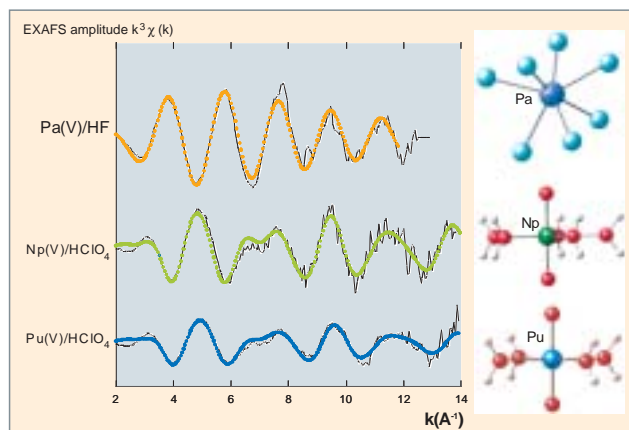 EXAFS amplitude k³ χ (k)
Pa(V)/HF
Np(V)/HClO₄
Pu(V)/HClO₄
2 4 6 8 10 12 14
k(A⁻¹)
Pa
Np
Pu